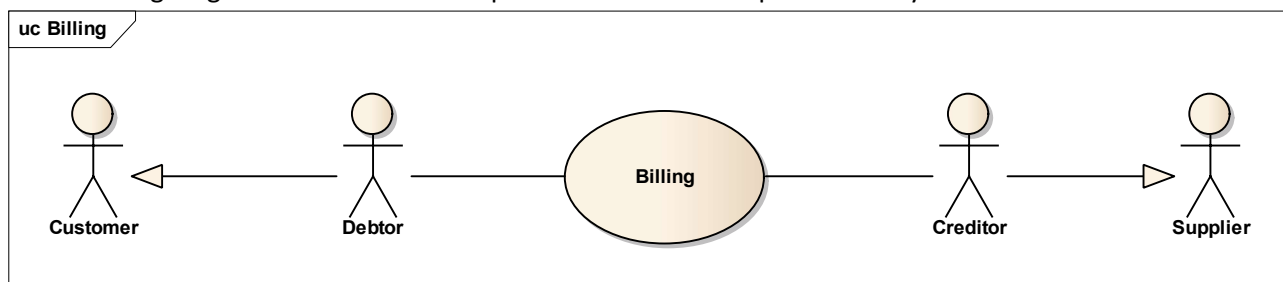 uc Billing
Billing
Customer
Debtor
Creditor
Supplier